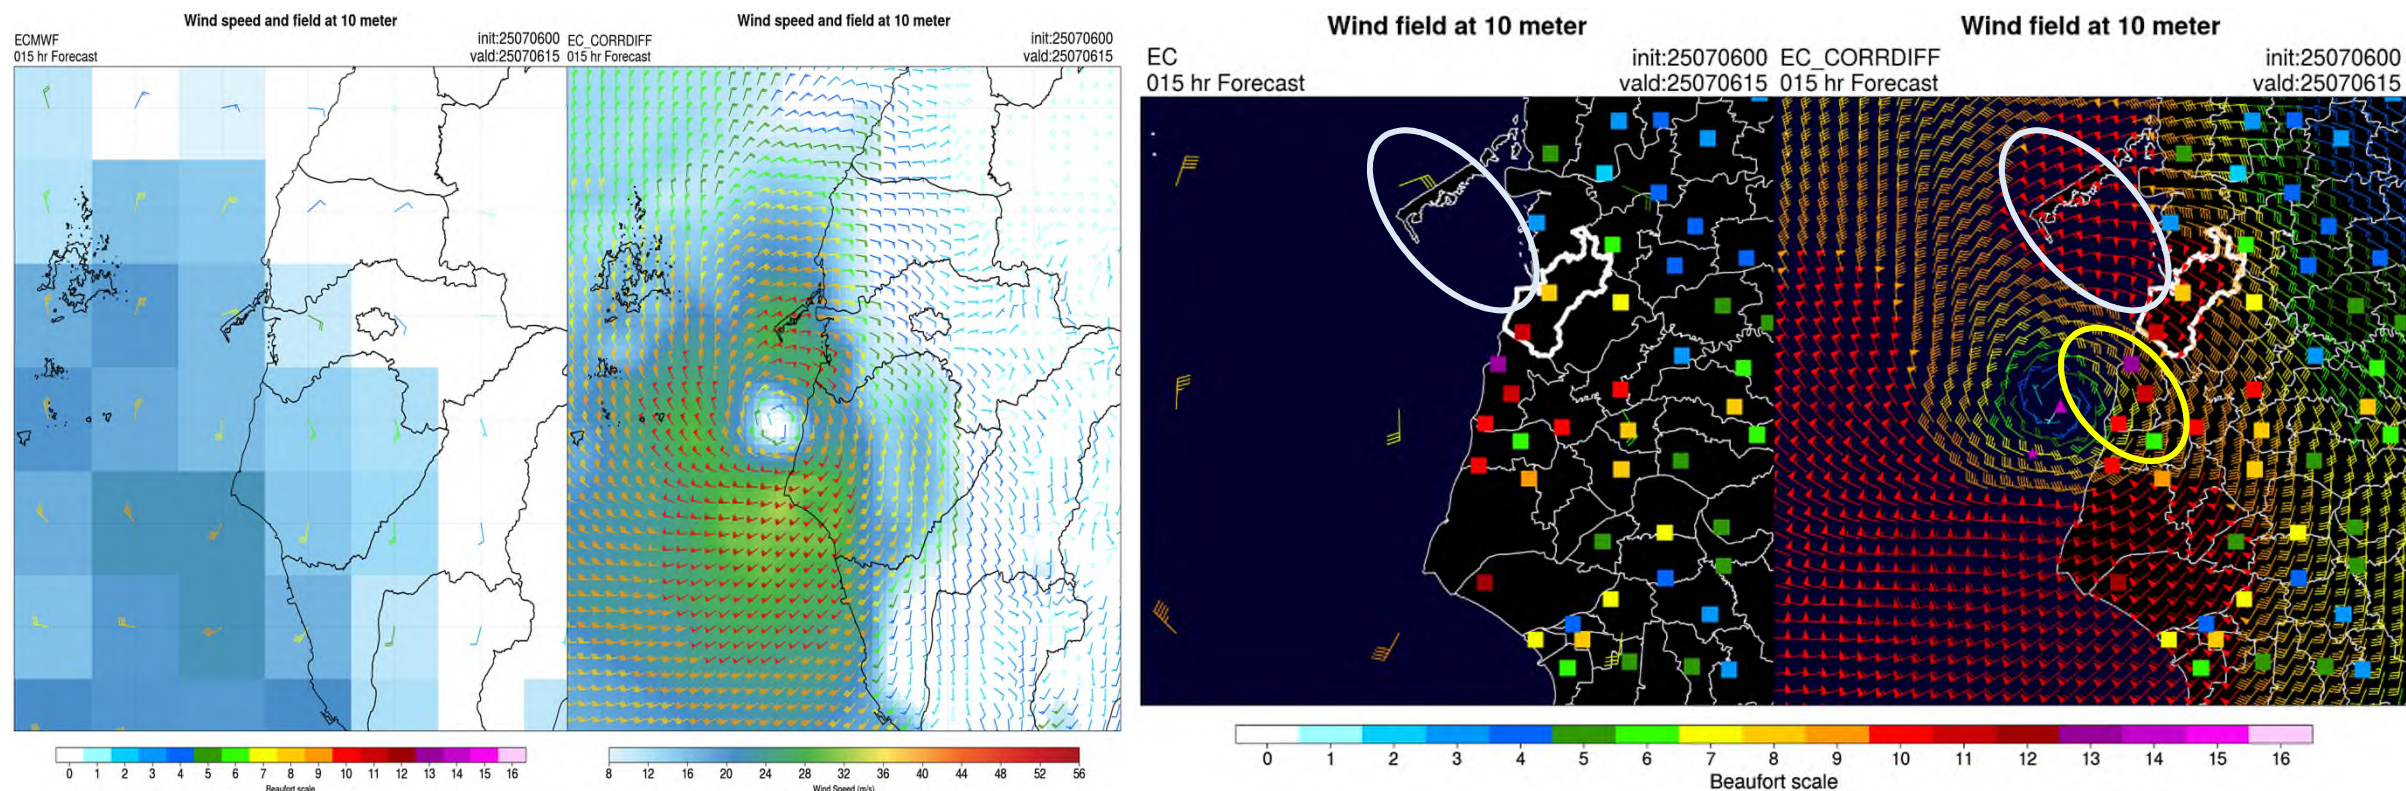 Wind speed and field at 10 meter
ECMWF
015 hr Forecast
init:25070600
vald:25070615
Wind speed and field at 10 meter
EC_CORRDIFF
015 hr Forecast
init:25070600
vald:25070615
0 1 2 3 4 5 6 7 8 9 10 11 12 13 14 15 16
Beaufort scale
8 12 16 20 24 28 32 36 40 44 48 52 56
Wind Speed (m/s)
Wind field at 10 meter
EC
015 hr Forecast
init:25070600
vald:25070615
Wind field at 10 meter
EC_CORRDIFF
015 hr Forecast
init:25070600
vald:25070615
0 1 2 3 4 5 6 7 8 9 10 11 12 13 14 15 16
Beaufort scale